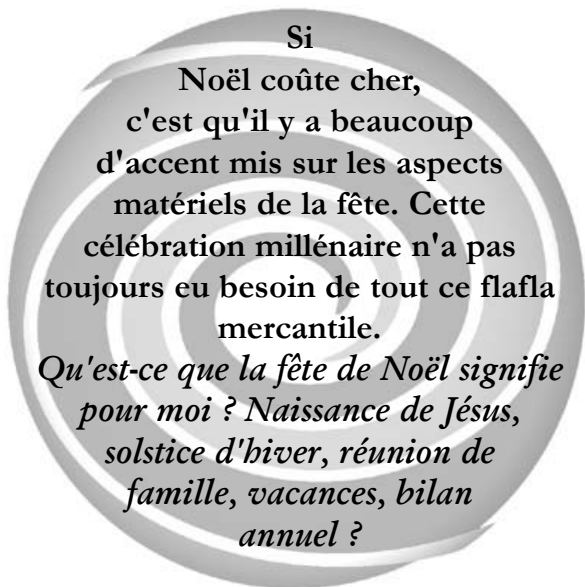 Si
Noël coûte cher,
c'est qu'il y a beaucoup
d'accent mis sur les aspects
matériels de la fête. Cette
célébration millénaire n'a pas
toujours eu besoin de tout ce flafla
mercantile.
Qu'est-ce que la fête de Noël signifie
pour moi ? Naissance de Jésus,
solstice d'hiver, réunion de
famille, vacances, bilan
annuel ?